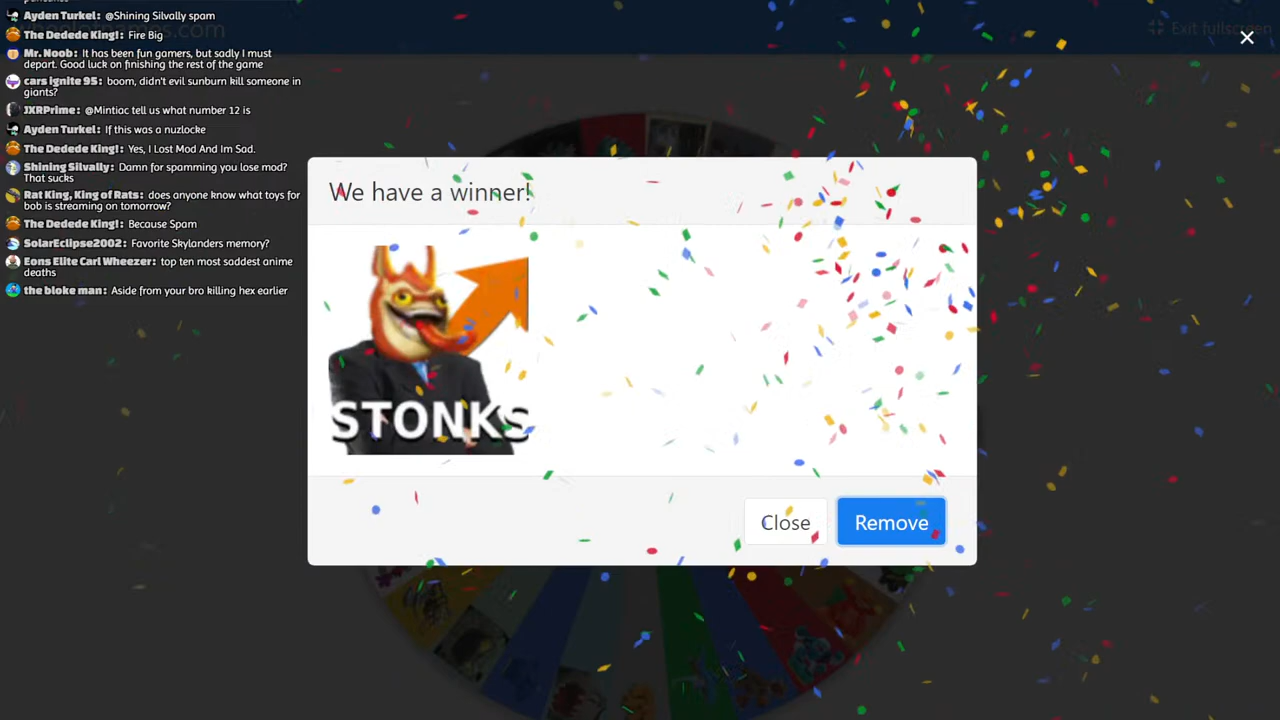 Ayden Turkel: @Shining Silvally spam
The Dedede King!: Fire Big
Mr. Noob: It has been fun gamers, but sadly I must
depart. Good luck on finishing the rest of the game
cars ignite 95: boom, didn't evil sunburn kill someone in
giants?
JXRPrime: @Mintiac tell us what number 12 is
Ayden Turkel: If this was a nuzlocke
The Dedede King!: Yes, I Lost Mod And Im Sad.
Shining Silvally: Damn for spamming you lose mod?
That sucks
Rat King, King of Rats: does anyone know what toys for
bob is streaming on tomorrow?
The Dedede King!: Because Spam
SolarEclipse2002: Favorite Skylanders memory?
Eons Elite Carl Wheezer: top ten most saddest anime
deaths
the bloke man: Aside from your bro killing hex earlier
Exit fullscreen
We have a winner!
STONKS
Close
Remove